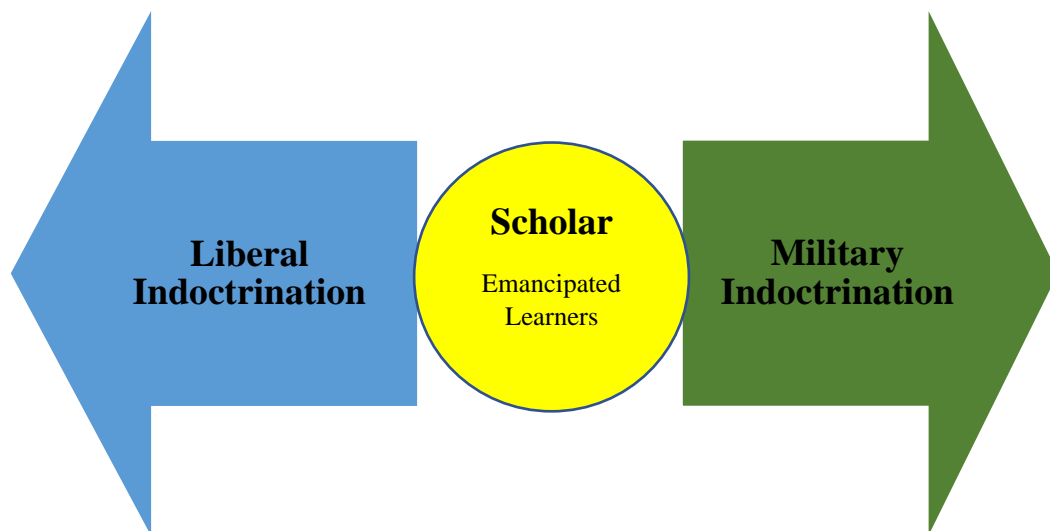 Liberal
Indoctrination
Scholar
Emancipated
Learners
Military
Indoctrination